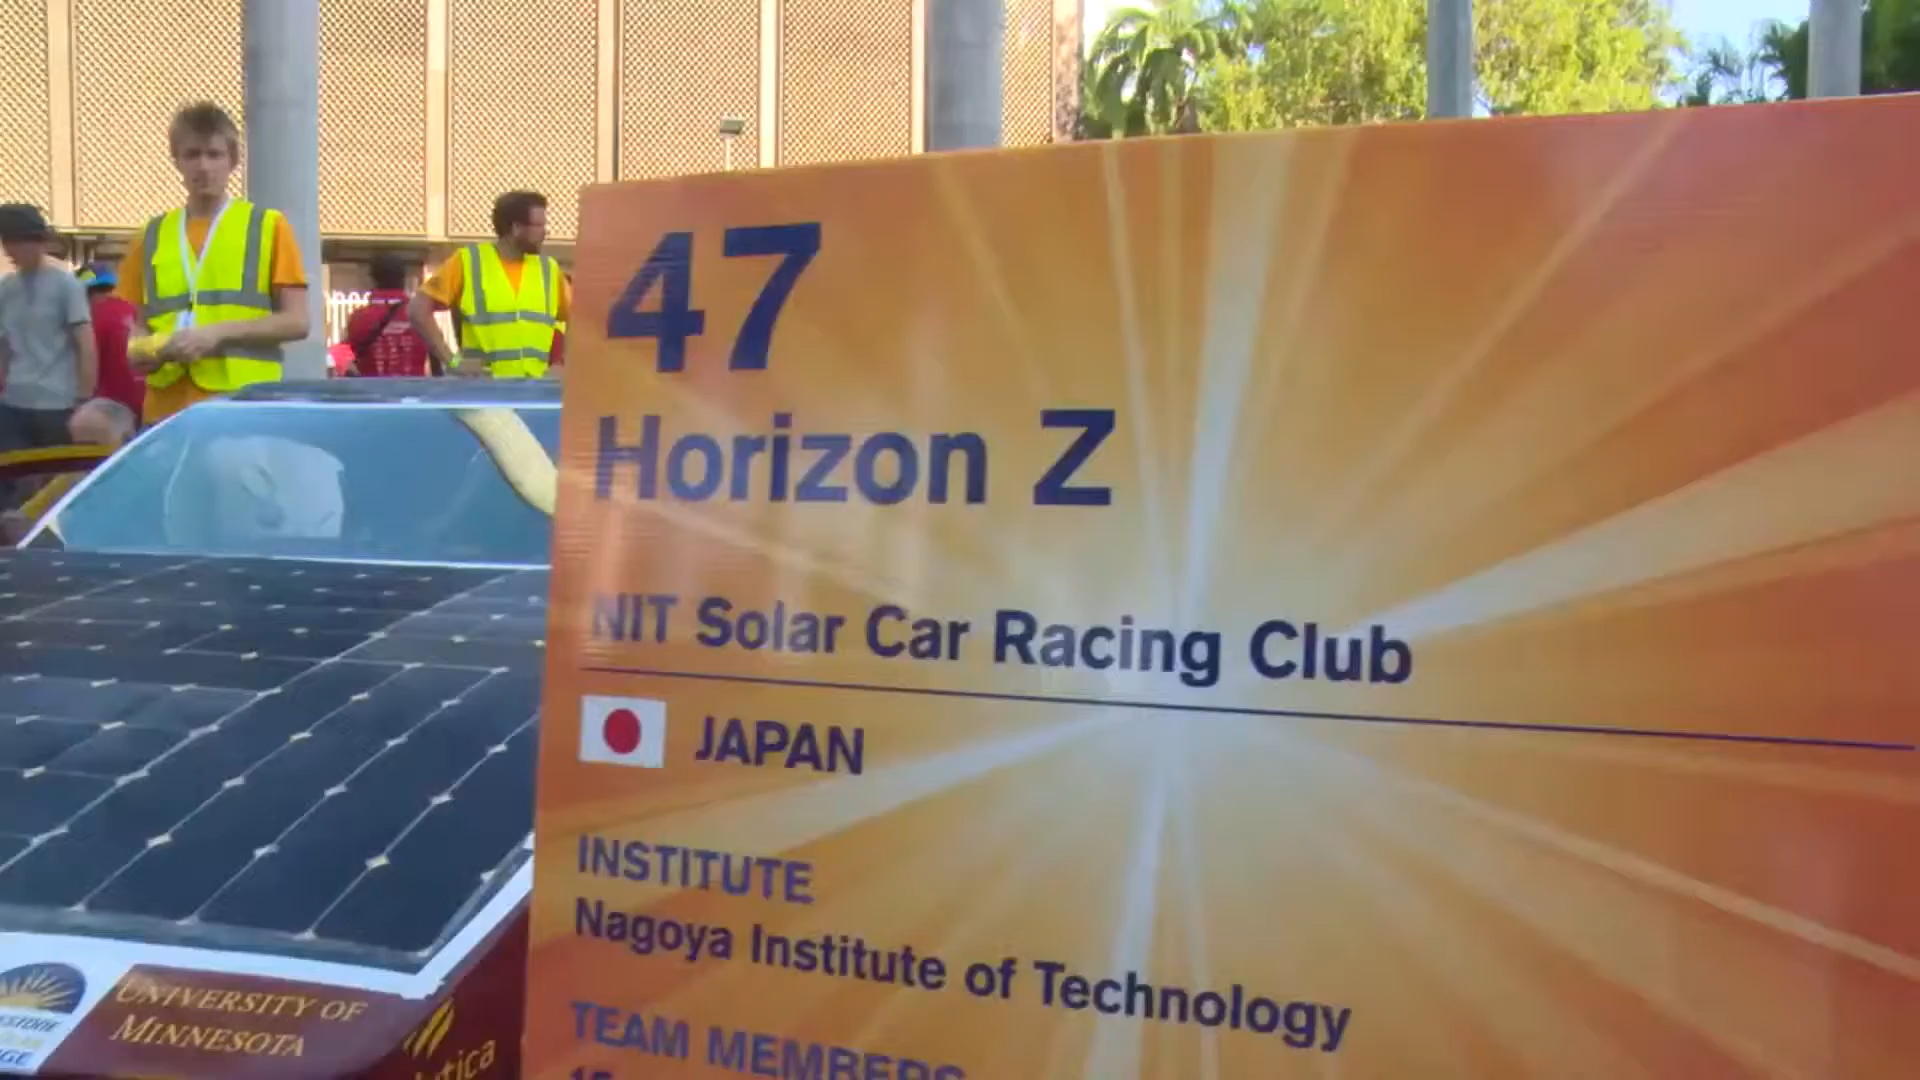 47
Horizon Z
NIT Solar Car Racing Club
JAPAN
INSTITUTE
Nagoya Institute of Technology
TEAM MEMBERS
UNIVERSITY OF
MINNESOTA